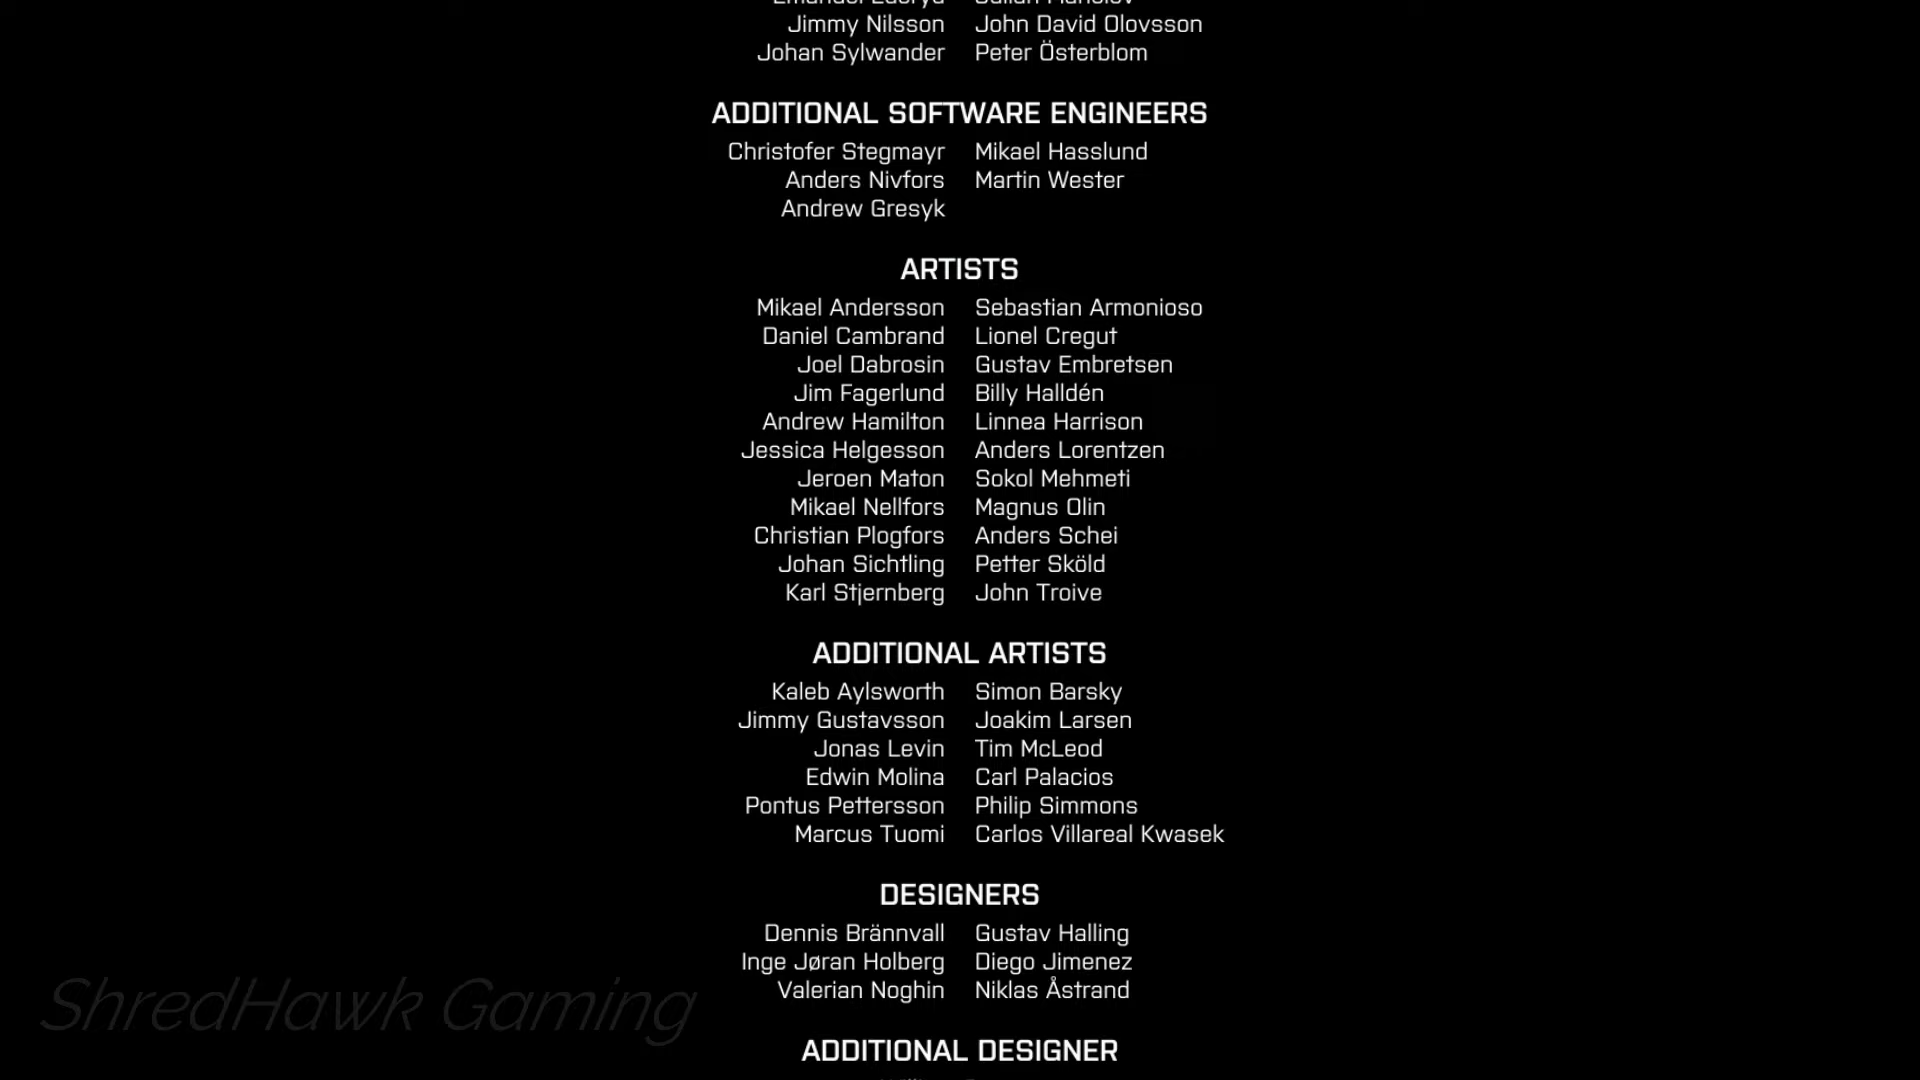 Jimmy Nilsson John David Olovsson
Johan Sylwander Peter Österblom
ADDITIONAL SOFTWARE ENGINEERS
Christofer Stegmayr Mikael Hasslund
Anders Nivfors Martin Wester
Andrew Gresyk
ARTISTS
Mikael Andersson Sebastian Armonioso
Daniel Cambrand Lionel Cregut
Joel Dabrosin Gustav Embretsen
Jim Fagerlund Billy Halldén
Andrew Hamilton Linnea Harrison
Jessica Helgesson Anders Lorentzen
Jeroen Maton Sokol Mehmeti
Mikael Nellfors Magnus Olin
Christian Plogfors Anders Schei
Johan Sichtling Petter Sköld
Karl Stjernberg John Troive
ADDITIONAL ARTISTS
Kaleb Aylsworth Simon Barsky
Jimmy Gustavsson Joakim Larsen
Jonas Levin Tim McLeod
Edwin Molina Carl Palacios
Pontus Pettersson Philip Simmons
Marcus Tuomi Carlos Villareal Kwasek
DESIGNERS
Dennis Brännvall Gustav Halling
Inge Jøran Holberg Diego Jimenez
Valerian Noghin Niklas Åstrand
ShredHawk Gaming
ADDITIONAL DESIGNER